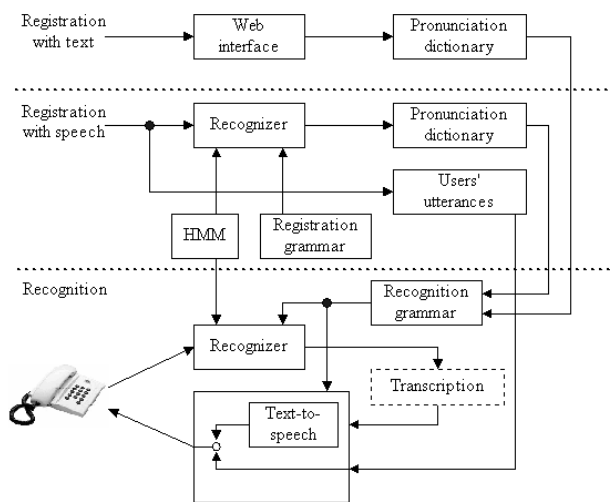 Registration
with text
Web
interface
Pronunciation
dictionary
Registration
with speech
Recognizer
Pronunciation
dictionary
Users'
utterances
HMM
Registration
grammar
Recognition
Recognition
grammar
Recognizer
Transcription
Text-to-
speech